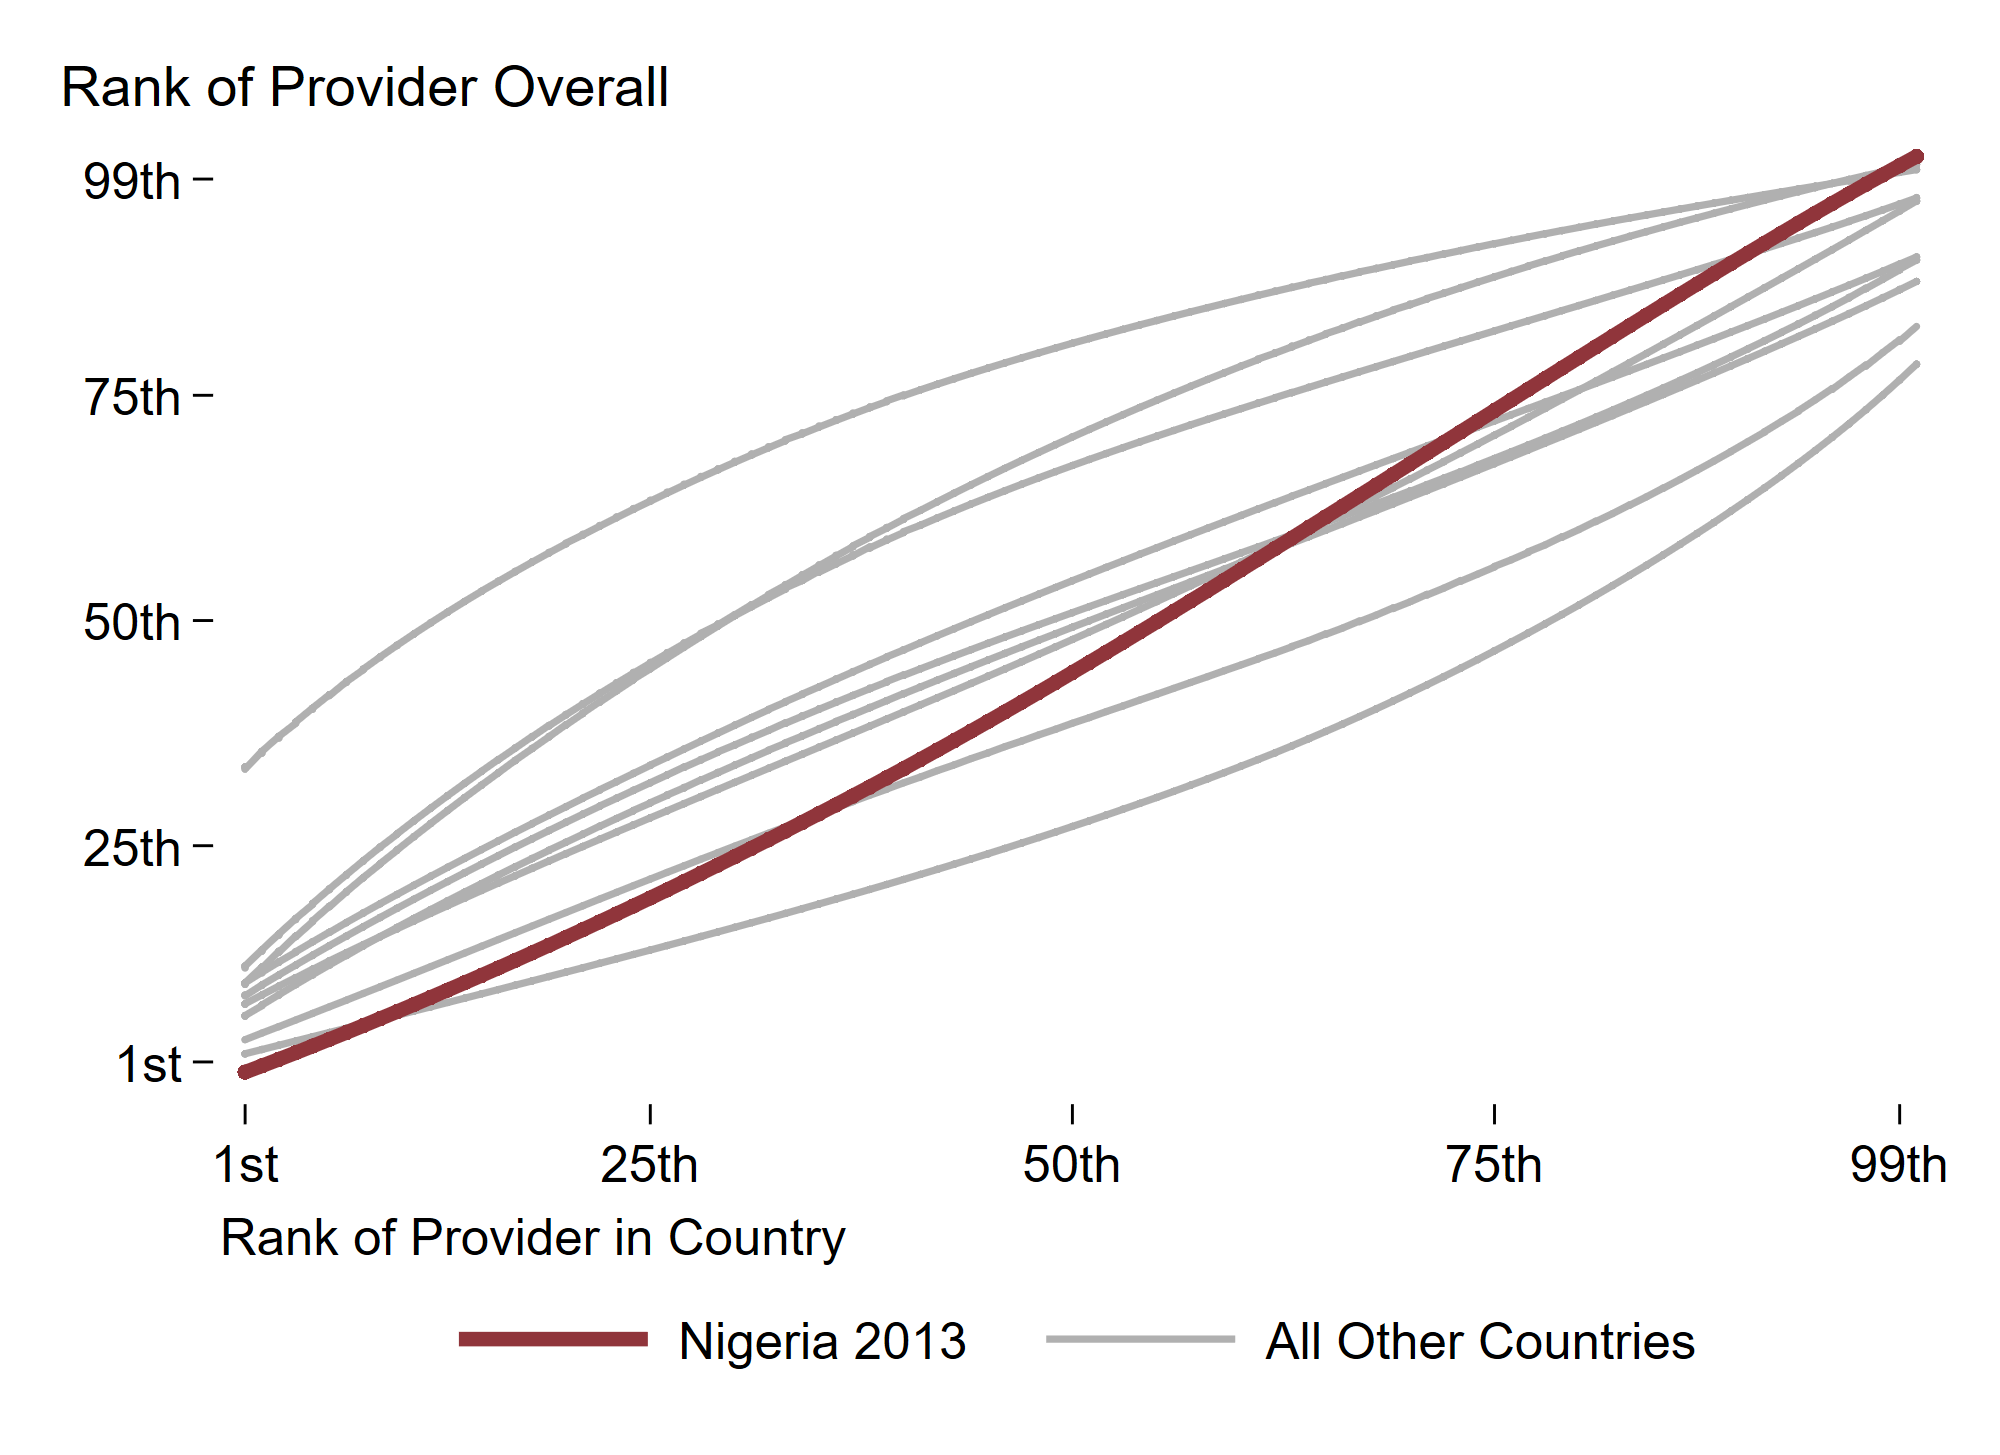 Rank of Provider Overall
99th
75th
50th
25th
1st
1st 25th 50th 75th 99th
Rank of Provider in Country
Nigeria 2013 All Other Countries